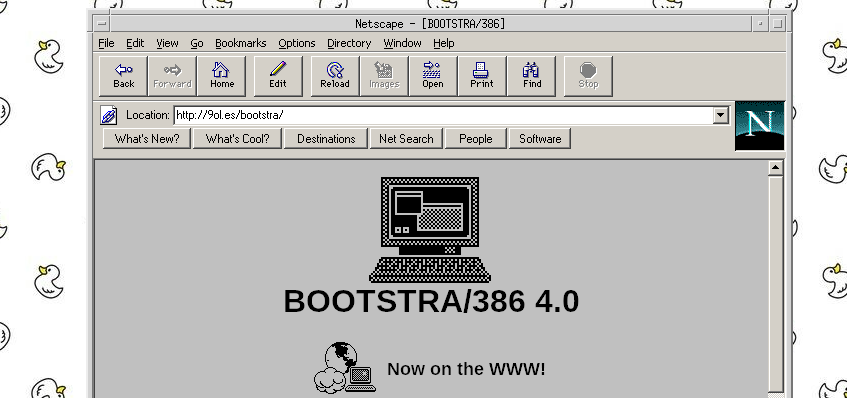 Netscape - [BOOTSTRA/386]
File Edit View Go Bookmarks Options Directory Window Help
Back Forward Home Edit Reload Images Open Print Find Stop
Location: http://9ol.es/bootstra/
N
What's New? What's Cool? Destinations Net Search People Software
BOOTSTRA/386 4.0
Now on the WWW!